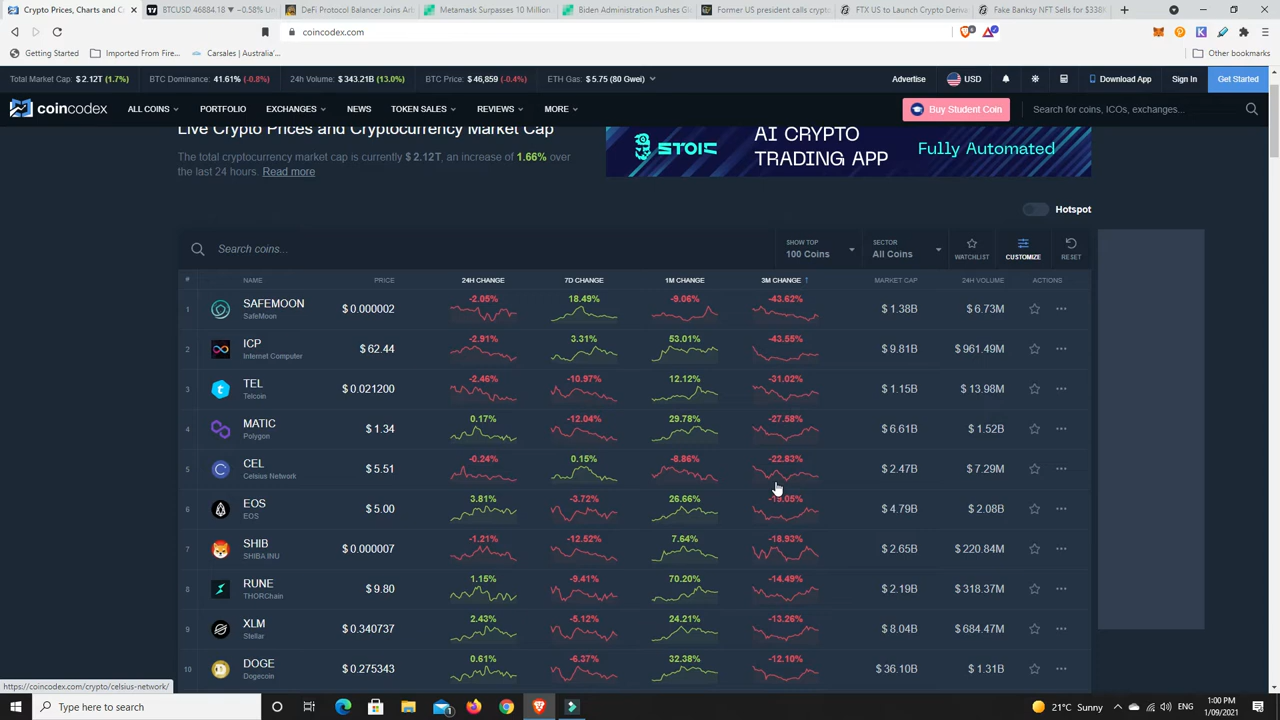 Crypto Prices, Charts and C
BTCUSD 46884.18 ▼ −0.58% Un
DeFi Protocol Balancer Joins Arb
Metamask Surpasses 10 Million
Biden Administration Pushes Gl
Former US president calls crypto
FTX US to Launch Crypto Deriva
Fake Banksy NFT Sells for $338K
coincodex.com
Getting Started
Imported From Fire...
Carsales | Australia'...
Other bookmarks
Total Market Cap: $ 2.12T (1.7%)
BTC Dominance: 41.61% (-0.8%)
24h Volume: $ 343.21B (13.0%)
BTC Price: $ 46,859 (-0.4%)
ETH Gas: $ 5.75 (80 Gwei)
Advertise
USD
Download App
Sign In
Get Started
coincodex
ALL COINS
PORTFOLIO
EXCHANGES
NEWS
TOKEN SALES
REVIEWS
MORE
Buy Student Coin
Search for coins, ICOs, exchanges...
Live Crypto Prices and Cryptocurrency Market Cap
The total cryptocurrency market cap is currently $ 2.12T, an increase of 1.66% over
the last 24 hours. Read more
STOIC
AI CRYPTO
TRADING APP
Fully Automated
Hotspot
Search coins...
SHOW TOP
100 Coins
SECTOR
All Coins
WATCHLIST
CUSTOMIZE
RESET
# NAME PRICE 24H CHANGE 7D CHANGE 1M CHANGE 3M CHANGE ↑ MARKET CAP 24H VOLUME ACTIONS
1 SAFEMOON SafeMoon $ 0.000002 -2.05% 18.49% -9.06% -43.62% $ 1.38B $ 6.73M
2 ICP Internet Computer $ 62.44 -2.91% 3.31% 53.01% -43.55% $ 9.81B $ 961.49M
3 TEL Telcoin $ 0.021200 -2.46% -10.97% 12.12% -31.02% $ 1.15B $ 13.98M
4 MATIC Polygon $ 1.34 0.17% -12.04% 29.78% -27.58% $ 6.61B $ 1.52B
5 CEL Celsius Network $ 5.51 -0.24% 0.15% -8.86% -22.83% $ 2.47B $ 7.29M
6 EOS EOS $ 5.00 3.81% -3.72% 26.66% -19.05% $ 4.79B $ 2.08B
7 SHIB SHIBA INU $ 0.000007 -1.21% -12.52% 7.64% -18.93% $ 2.65B $ 220.84M
8 RUNE THORChain $ 9.80 1.15% -9.41% 70.20% -14.49% $ 2.19B $ 318.37M
9 XLM Stellar $ 0.340737 2.43% -5.12% 24.21% -13.26% $ 8.04B $ 684.47M
10 DOGE Dogecoin $ 0.275343 0.61% -6.37% 32.38% -12.10% $ 36.10B $ 1.31B
https://coincodex.com/crypto/celsius-network/
Type here to search
21°C Sunny
ENG
1:00 PM
1/09/2021